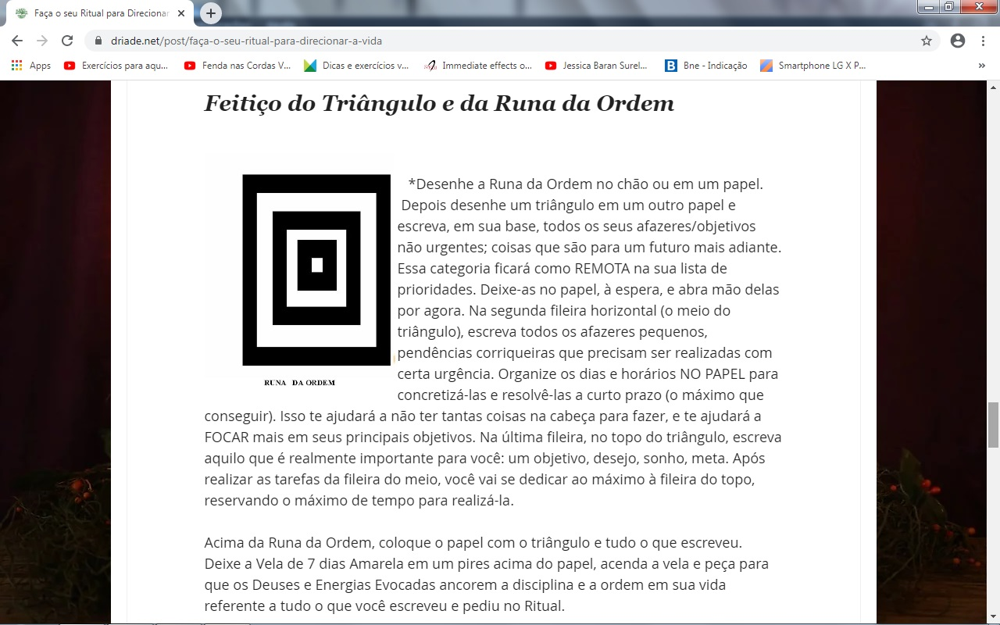 Faça o seu Ritual para Direcionar
driade.net/post/faça-o-seu-ritual-para-direcionar-a-vida
Apps
Exercícios para aqu...
Fenda nas Cordas V...
Dicas e exercícios v...
Immediate effects o...
Jessica Baran Surel...
Bne - Indicação
Smartphone LG X P...
Feitiço do Triângulo e da Runa da Ordem
*Desenhe a Runa da Ordem no chão ou em um papel.
Depois desenhe um triângulo em um outro papel e
escreva, em sua base, todos os seus afazeres/objetivos
não urgentes; coisas que são para um futuro mais adiante.
Essa categoria ficará como REMOTA na sua lista de
prioridades. Deixe-as no papel, à espera, e abra mão delas
por agora. Na segunda fileira horizontal (o meio do
triângulo), escreva todos os afazeres pequenos,
pendências corriqueiras que precisam ser realizadas com
certa urgência. Organize os dias e horários NO PAPEL para
RUNA DA ORDEM
concretizá-las e resolvê-las a curto prazo (o máximo que
conseguir). Isso te ajudará a não ter tantas coisas na cabeça para fazer, e te ajudará a
FOCAR mais em seus principais objetivos. Na última fileira, no topo do triângulo, escreva
aquilo que é realmente importante para você: um objetivo, desejo, sonho, meta. Após
realizar as tarefas da fileira do meio, você vai se dedicar ao máximo à fileira do topo,
reservando o máximo de tempo para realizá-la.
Acima da Runa da Ordem, coloque o papel com o triângulo e tudo o que escreveu.
Deixe a Vela de 7 dias Amarela em um pires acima do papel, acenda a vela e peça para
que os Deuses e Energias Evocadas ancorem a disciplina e a ordem em sua vida
referente a tudo o que você escreveu e pediu no Ritual.